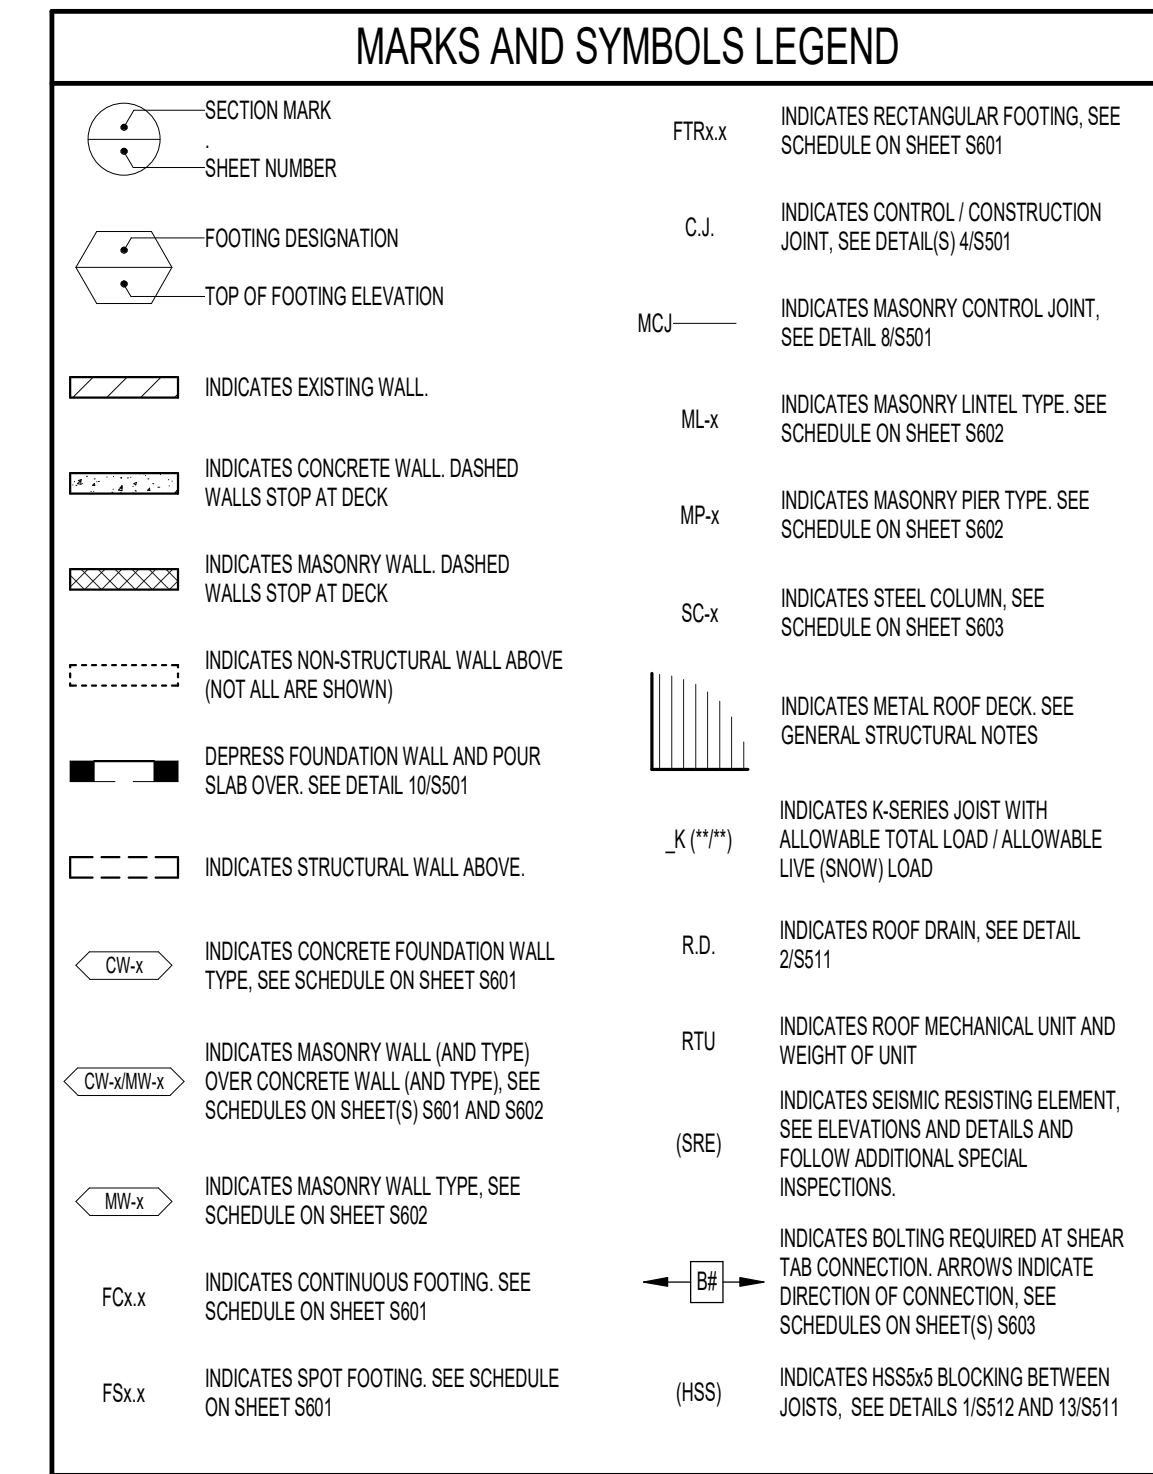 MARKS AND SYMBOLS LEGEND
SECTION MARK
.
SHEET NUMBER
FOOTING DESIGNATION
TOP OF FOOTING ELEVATION
INDICATES EXISTING WALL.
INDICATES CONCRETE WALL. DASHED
WALLS STOP AT DECK
INDICATES MASONRY WALL. DASHED
WALLS STOP AT DECK
INDICATES NON-STRUCTURAL WALL ABOVE
(NOT ALL ARE SHOWN)
DEPRESS FOUNDATION WALL AND POUR
SLAB OVER. SEE DETAIL 10/S501
INDICATES STRUCTURAL WALL ABOVE.
CW-x
INDICATES CONCRETE FOUNDATION WALL
TYPE, SEE SCHEDULE ON SHEET S601
CW-x/MW-x
INDICATES MASONRY WALL (AND TYPE)
OVER CONCRETE WALL (AND TYPE), SEE
SCHEDULES ON SHEET(S) S601 AND S602
MW-x
INDICATES MASONRY WALL TYPE, SEE
SCHEDULE ON SHEET S602
FCx.x
INDICATES CONTINUOUS FOOTING. SEE
SCHEDULE ON SHEET S601
FSx.x
INDICATES SPOT FOOTING. SEE SCHEDULE
ON SHEET S601
FTRx.x
INDICATES RECTANGULAR FOOTING, SEE
SCHEDULE ON SHEET S601
C.J.
INDICATES CONTROL / CONSTRUCTION
JOINT, SEE DETAIL(S) 4/S501
MCJ
INDICATES MASONRY CONTROL JOINT,
SEE DETAIL 8/S501
ML-x
INDICATES MASONRY LINTEL TYPE. SEE
SCHEDULE ON SHEET S602
MP-x
INDICATES MASONRY PIER TYPE. SEE
SCHEDULE ON SHEET S602
SC-x
INDICATES STEEL COLUMN, SEE
SCHEDULE ON SHEET S603
INDICATES METAL ROOF DECK. SEE
GENERAL STRUCTURAL NOTES
_K (**/**)
INDICATES K-SERIES JOIST WITH
ALLOWABLE TOTAL LOAD / ALLOWABLE
LIVE (SNOW) LOAD
R.D.
INDICATES ROOF DRAIN, SEE DETAIL
2/S511
RTU
INDICATES ROOF MECHANICAL UNIT AND
WEIGHT OF UNIT
(SRE)
INDICATES SEISMIC RESISTING ELEMENT,
SEE ELEVATIONS AND DETAILS AND
FOLLOW ADDITIONAL SPECIAL
INSPECTIONS.
B#
INDICATES BOLTING REQUIRED AT SHEAR
TAB CONNECTION. ARROWS INDICATE
DIRECTION OF CONNECTION, SEE
SCHEDULES ON SHEET(S) S603
(HSS)
INDICATES HSS5x5 BLOCKING BETWEEN
JOISTS, SEE DETAILS 1/S512 AND 13/S511